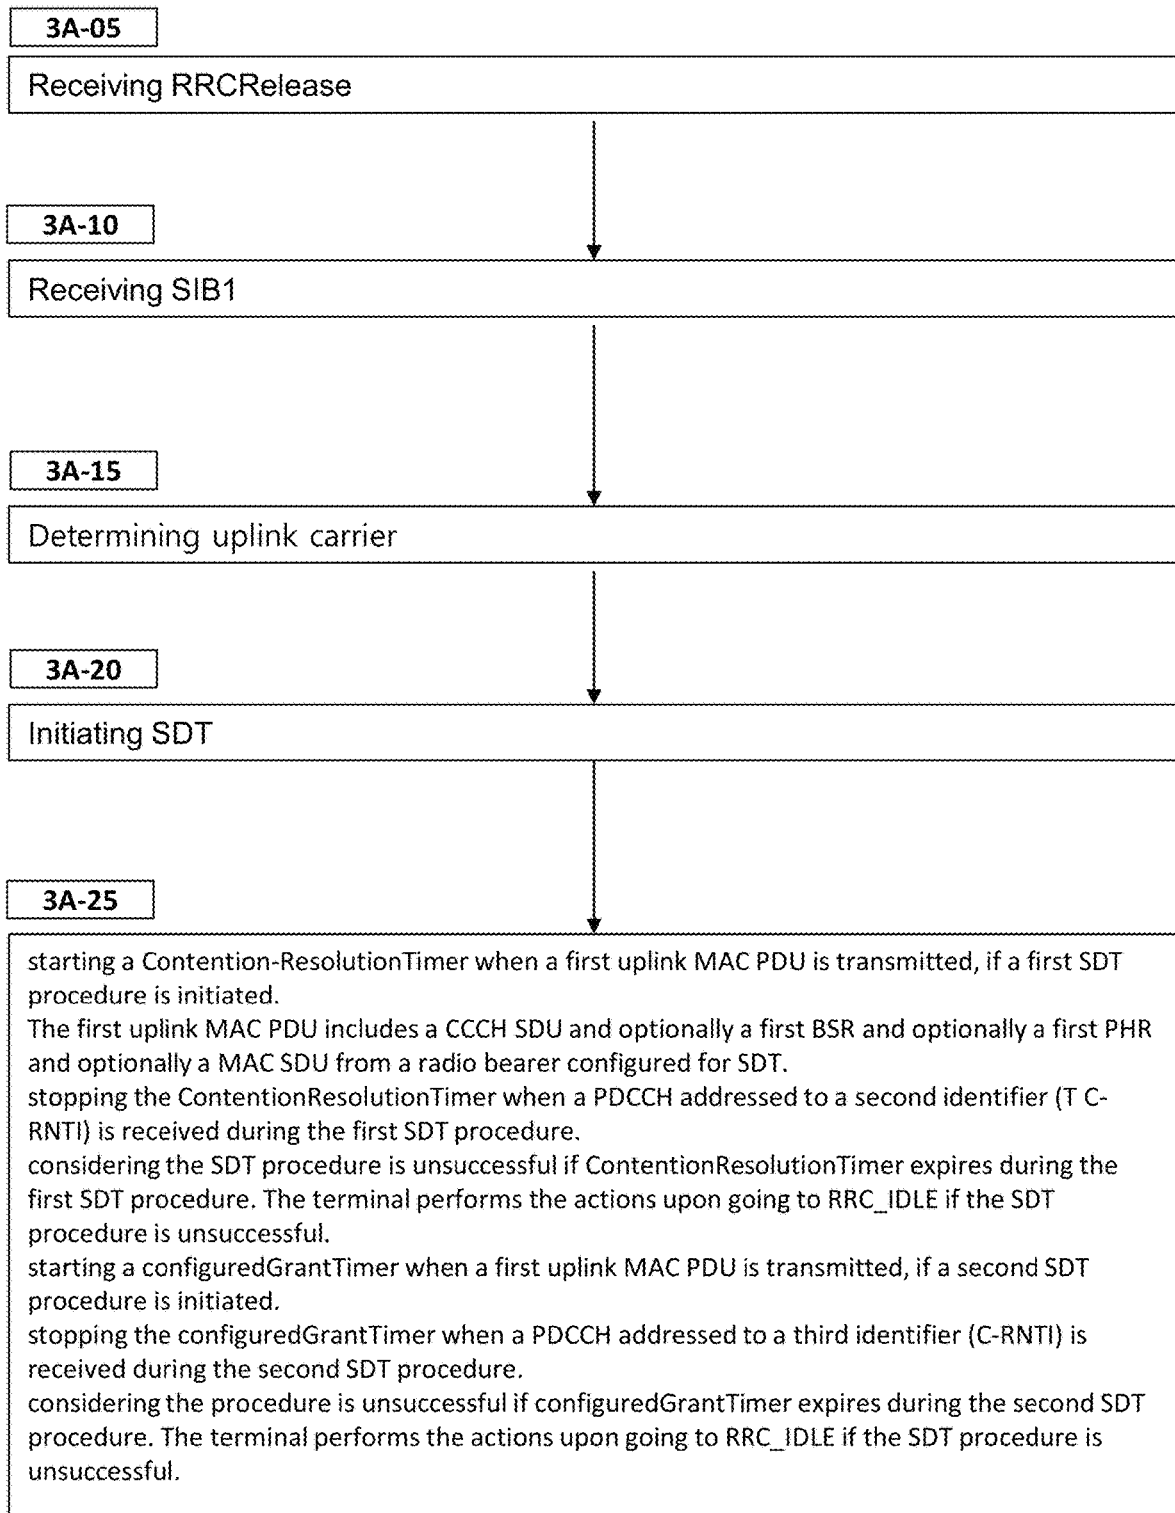 3A-05
Receiving RRCRelease
3A-10
Receiving SIB1
3A-15
Determining uplink carrier
3A-20
Initiating SDT
3A-25
starting a Contention-ResolutionTimer when a first uplink MAC PDU is transmitted, if a first SDT
procedure is initiated.
The first uplink MAC PDU includes a CCCH SDU and optionally a first BSR and optionally a first PHR
and optionally a MAC SDU from a radio bearer configured for SDT.
stopping the ContentionResolutionTimer when a PDCCH addressed to a second identifier (T C-
RNTI) is received during the first SDT procedure.
considering the SDT procedure is unsuccessful if ContentionResolutionTimer expires during the
first SDT procedure. The terminal performs the actions upon going to RRC_IDLE if the SDT
procedure is unsuccessful.
starting a configuredGrantTimer when a first uplink MAC PDU is transmitted, if a second SDT
procedure is initiated.
stopping the configuredGrantTimer when a PDCCH addressed to a third identifier (C-RNTI) is
received during the second SDT procedure.
considering the procedure is unsuccessful if configuredGrantTimer expires during the second SDT
procedure. The terminal performs the actions upon going to RRC_IDLE if the SDT procedure is
unsuccessful.